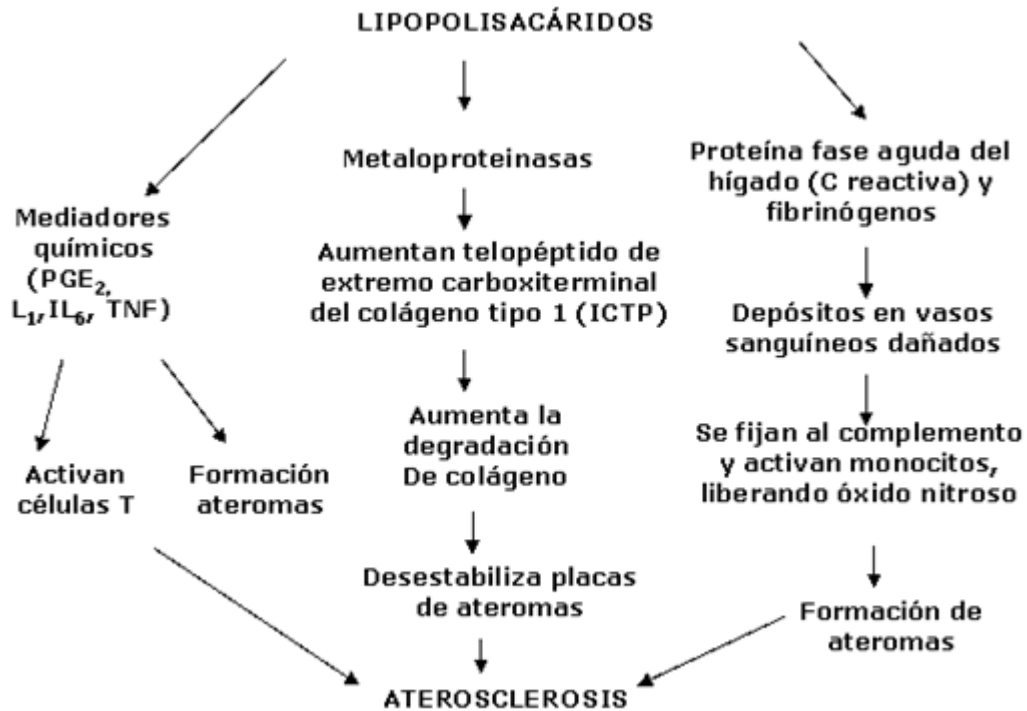 LIPOPOLISACÁRIDOS
Mediadores
químicos
(PGE2,
L1, IL6, TNF)
Activan
células T
Formación
ateromas
Metaloproteinasas
Aumentan telopéptido de
extremo carboxiterminal
del colágeno tipo 1 (ICTP)
Aumenta la
degradación
De colágeno
Desestabiliza placas
de ateromas
Proteína fase aguda del
hígado (C reactiva) y
fibrinógenos
Depósitos en vasos
sanguíneos dañados
Se fijan al complemento
y activan monocitos,
liberando óxido nitroso
Formación de
ateromas
ATEROSCLEROSIS